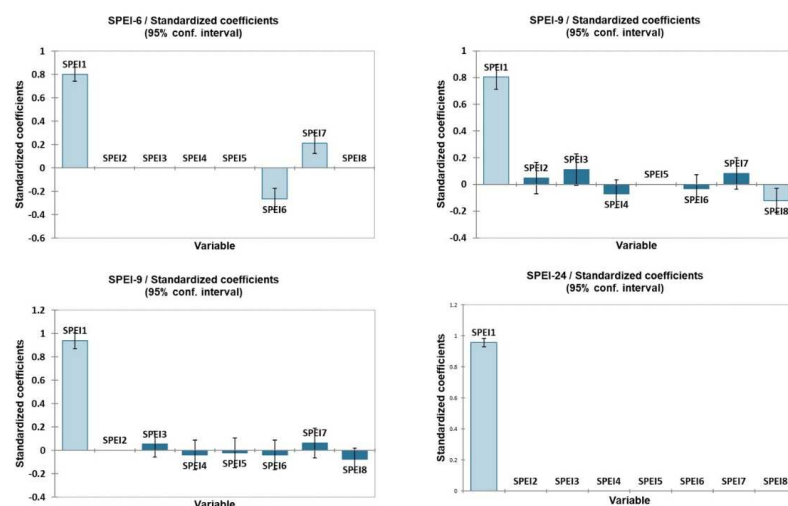 SPEI-6 / Standardized coefficients
(95% conf. interval)
Standardized coefficients
1
0.8
0.6
0.4
0.2
0
-0.2
-0.4
-0.6
SPEI1
SPEI2
SPEI3
SPEI4
SPEI5
SPEI6
SPEI7
SPEI8
Variable
SPEI-9 / Standardized coefficients
(95% conf. interval)
Standardized coefficients
1
0.8
0.6
0.4
0.2
0
-0.2
-0.4
SPEI1
SPEI2
SPEI3
SPEI4
SPEI5
SPEI6
SPEI7
SPEI8
Variable
SPEI-9 / Standardized coefficients
(95% conf. interval)
Standardized coefficients
1.2
1
0.8
0.6
0.4
0.2
0
-0.2
-0.4
SPEI1
SPEI2
SPEI3
SPEI4
SPEI5
SPEI6
SPEI7
SPEI8
Variable
SPEI-24 / Standardized coefficients
(95% conf. interval)
Standardized coefficients
1.2
1
0.8
0.6
0.4
0.2
0
SPEI1
SPEI2
SPEI3
SPEI4
SPEI5
SPEI6
SPEI7
SPEI8
Variable